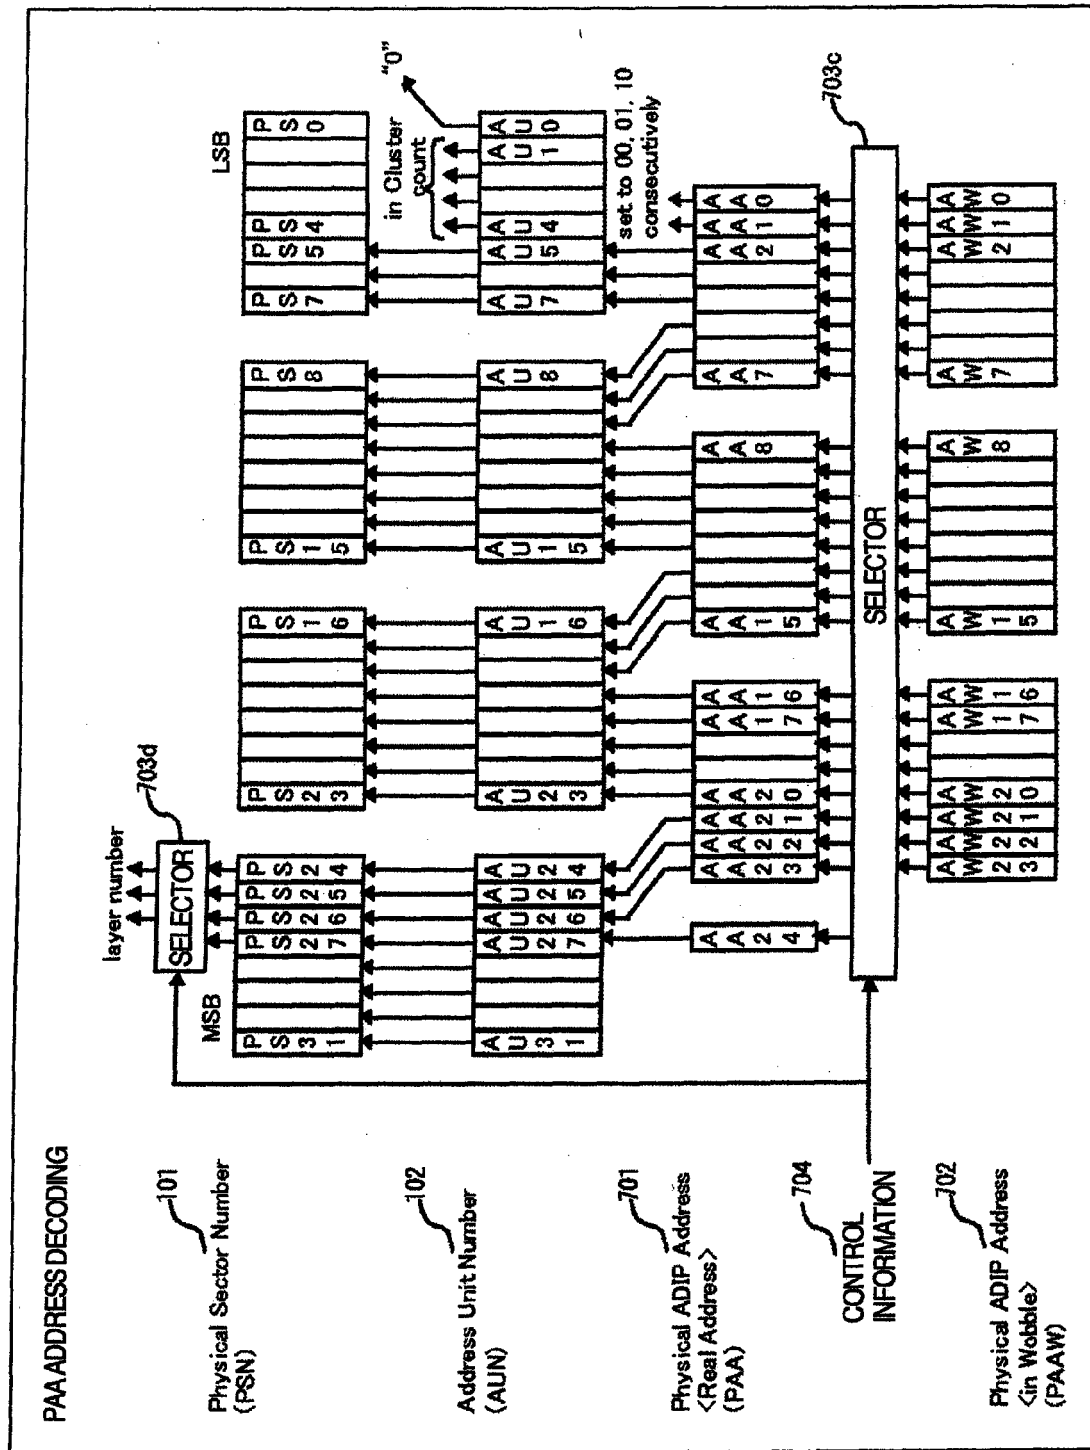 PAA ADDRESS DECODING
101
Physical Sector Number
(PSN)
102
Address Unit Number
(AUN)
701
Physical ADIP Address
<Real Address>
(PAA)
704
CONTROL
INFORMATION
702
Physical ADIP Address
<in Wobble>
(PAAW)
layer number
703d
SELECTOR
MSB
LSB
PS31
PS27
PS26
PS25
PS24
PS23
PS16
PS15
PS8
PS7
PS5
PS4
PS0
in Cluster
count
"0"
AU31
AU27
AU26
AU25
AU24
AU23
AU16
AU15
AU8
AU7
AU5
AU4
AU1
AU0
set to 00, 01, 10
consecutively
AA24
AA23
AA22
AA21
AA20
AA17
AA16
AA15
AA8
AA7
AA2
AA1
AA0
SELECTOR
703c
AW23
AW22
AW21
AW20
AW17
AW16
AW15
AW8
AW7
AW2
AW1
AW0